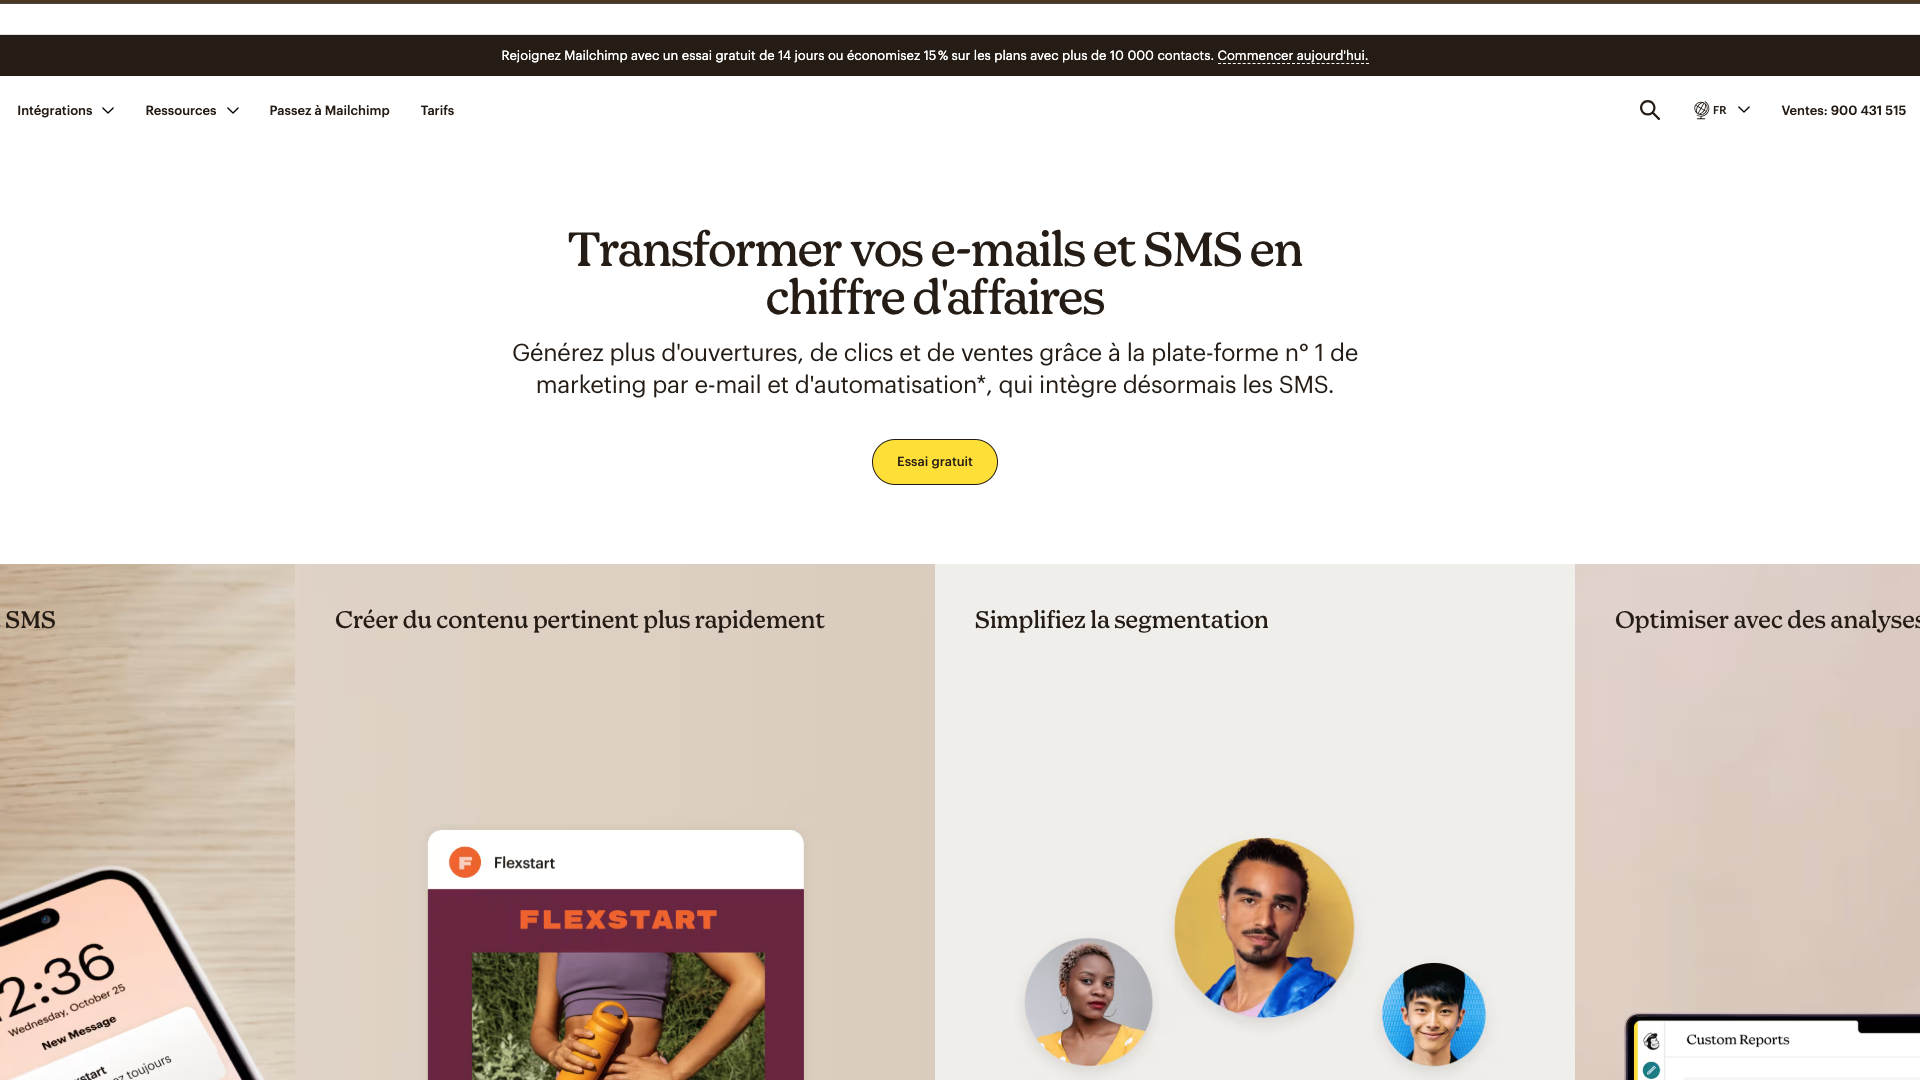 Rejoignez Mailchimp avec un essai gratuit de 14 jours ou économisez 15 % sur les plans avec plus de 10 000 contacts. Commencer aujourd'hui.
Intégrations
Ressources
Passez à Mailchimp
Tarifs
FR
Ventes: 900 431 515
Transformer vos e-mails et SMS en
chiffre d'affaires
Générez plus d'ouvertures, de clics et de ventes grâce à la plate-forme n° 1 de
marketing par e-mail et d'automatisation*, qui intègre désormais les SMS.
Essai gratuit
SMS
Créer du contenu pertinent plus rapidement
Simplifiez la segmentation
Optimiser avec des analyses
2:36
Wednesday, October 25
New Message
toujours
F
Flexstart
FLEXSTART
Custom Reports